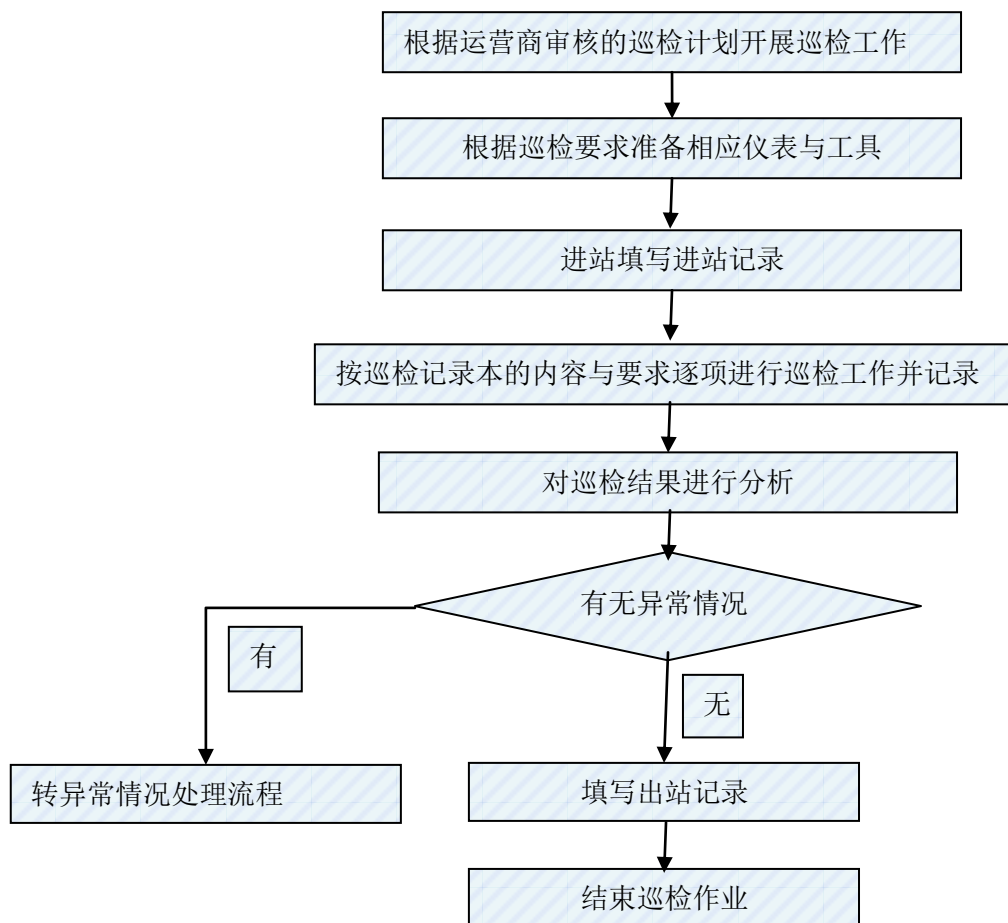 根据运营商审核的巡检计划开展巡检工作
根据巡检要求准备相应仪表与工具
进站填写进站记录
按巡检记录本的内容与要求逐项进行巡检工作并记录
对巡检结果进行分析
有无异常情况
有
无
转异常情况处理流程
填写出站记录
结束巡检作业